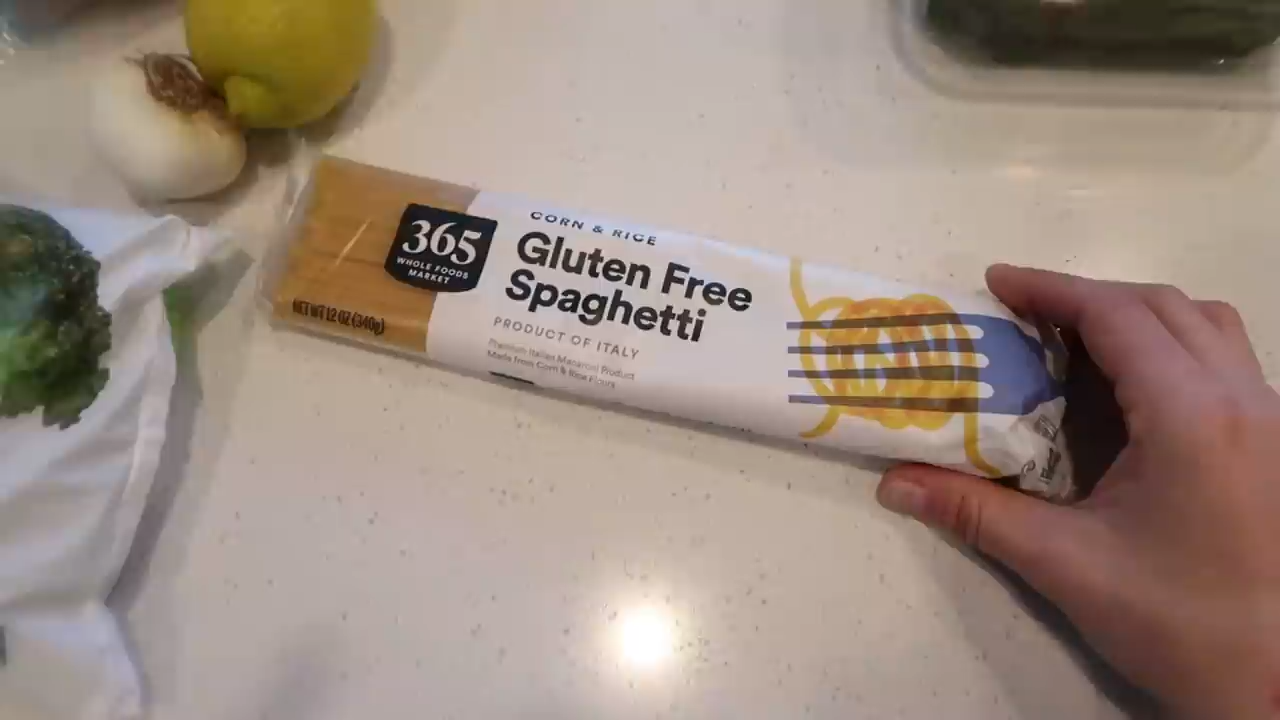 365
WHOLE FOODS
MARKET
NET WT 12 OZ (340g)
CORN & RICE
Gluten Free
Spaghetti
PRODUCT OF ITALY
Premium Italian Macaroni Product
Made from Corn & Rice Flours